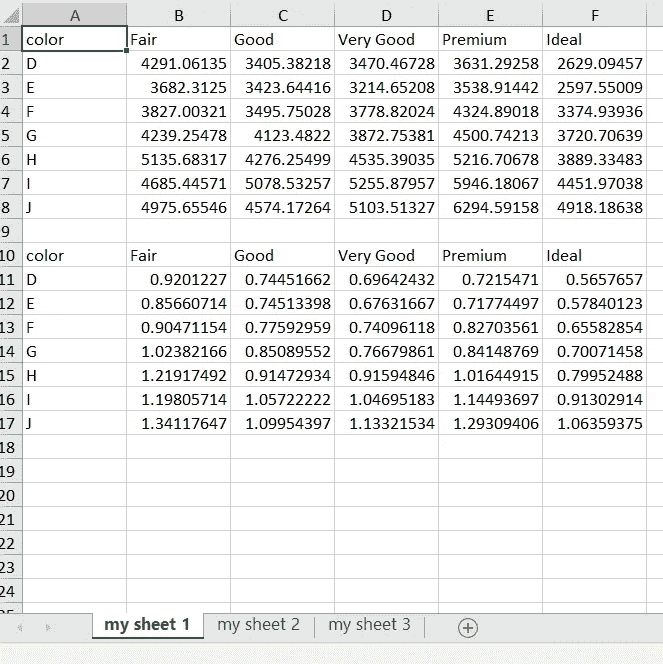 A B C D E F
1 color Fair Good Very Good Premium Ideal
2 D 4291.06135 3405.38218 3470.46728 3631.29258 2629.09457
3 E 3682.3125 3423.64416 3214.65208 3538.91442 2597.55009
4 F 3827.00321 3495.75028 3778.82024 4324.89018 3374.93936
5 G 4239.25478 4123.4822 3872.75381 4500.74213 3720.70639
6 H 5135.68317 4276.25499 4535.39035 5216.70678 3889.33483
7 I 4685.44571 5078.53257 5255.87957 5946.18067 4451.97038
8 J 4975.65546 4574.17264 5103.51327 6294.59158 4918.18638
9
10 color Fair Good Very Good Premium Ideal
11 D 0.9201227 0.74451662 0.69642432 0.7215471 0.5657657
12 E 0.85660714 0.74513398 0.67631667 0.71774497 0.57840123
13 F 0.90471154 0.77592959 0.74096118 0.82703561 0.65582854
14 G 1.02382166 0.85089552 0.76679861 0.84148769 0.70071458
15 H 1.21917492 0.91472934 0.91594846 1.01644915 0.79952488
16 I 1.19805714 1.05722222 1.04695183 1.14493697 0.91302914
17 J 1.34117647 1.09954397 1.13321534 1.29309406 1.06359375
18
19
20
21
22
23
24
my sheet 1 my sheet 2 my sheet 3